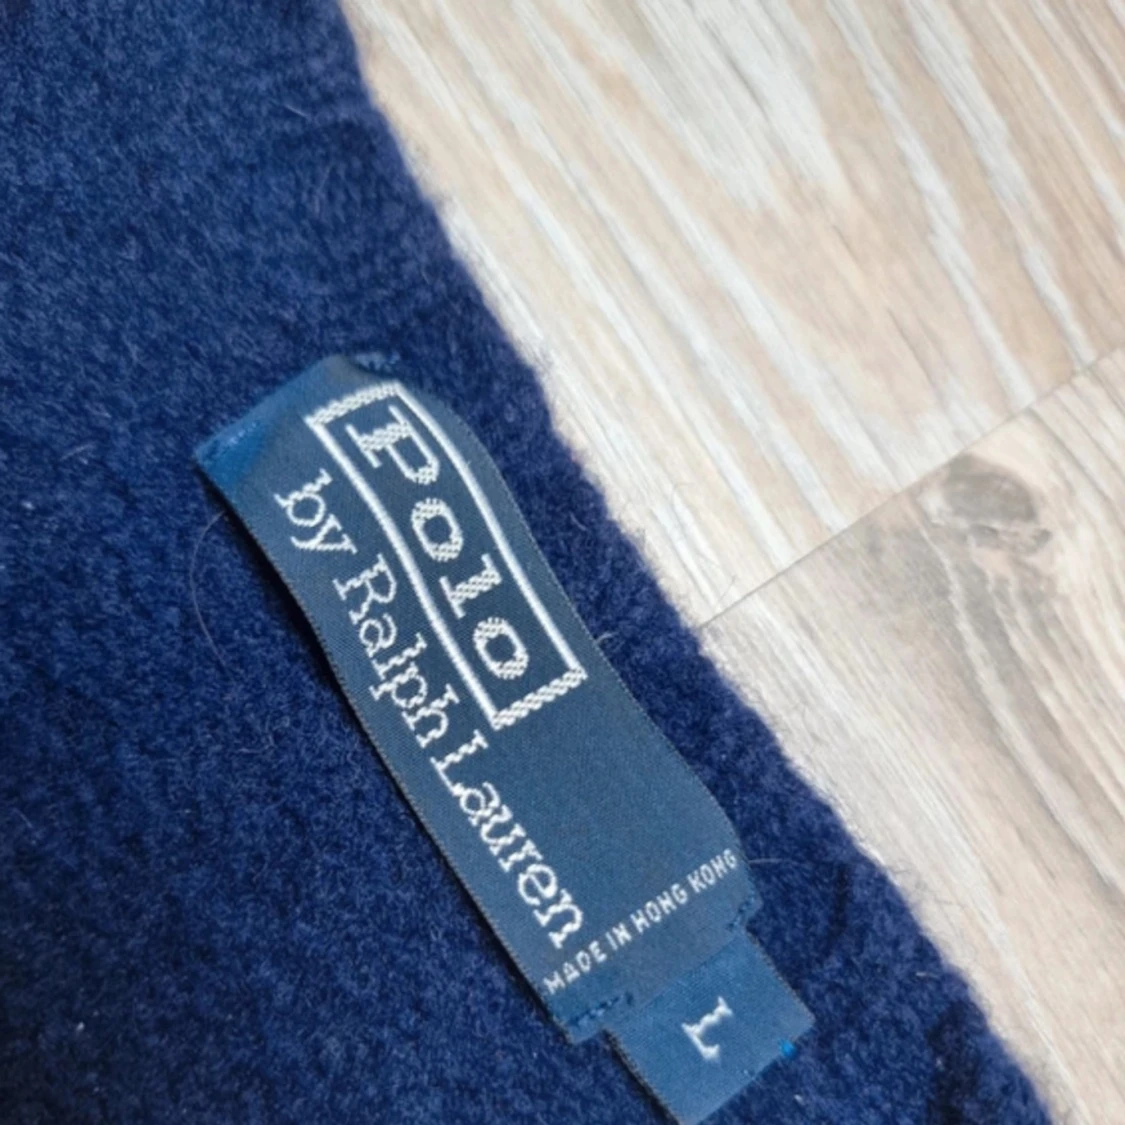 Polo
by Ralph Lauren
MADE IN HONG KONG
L